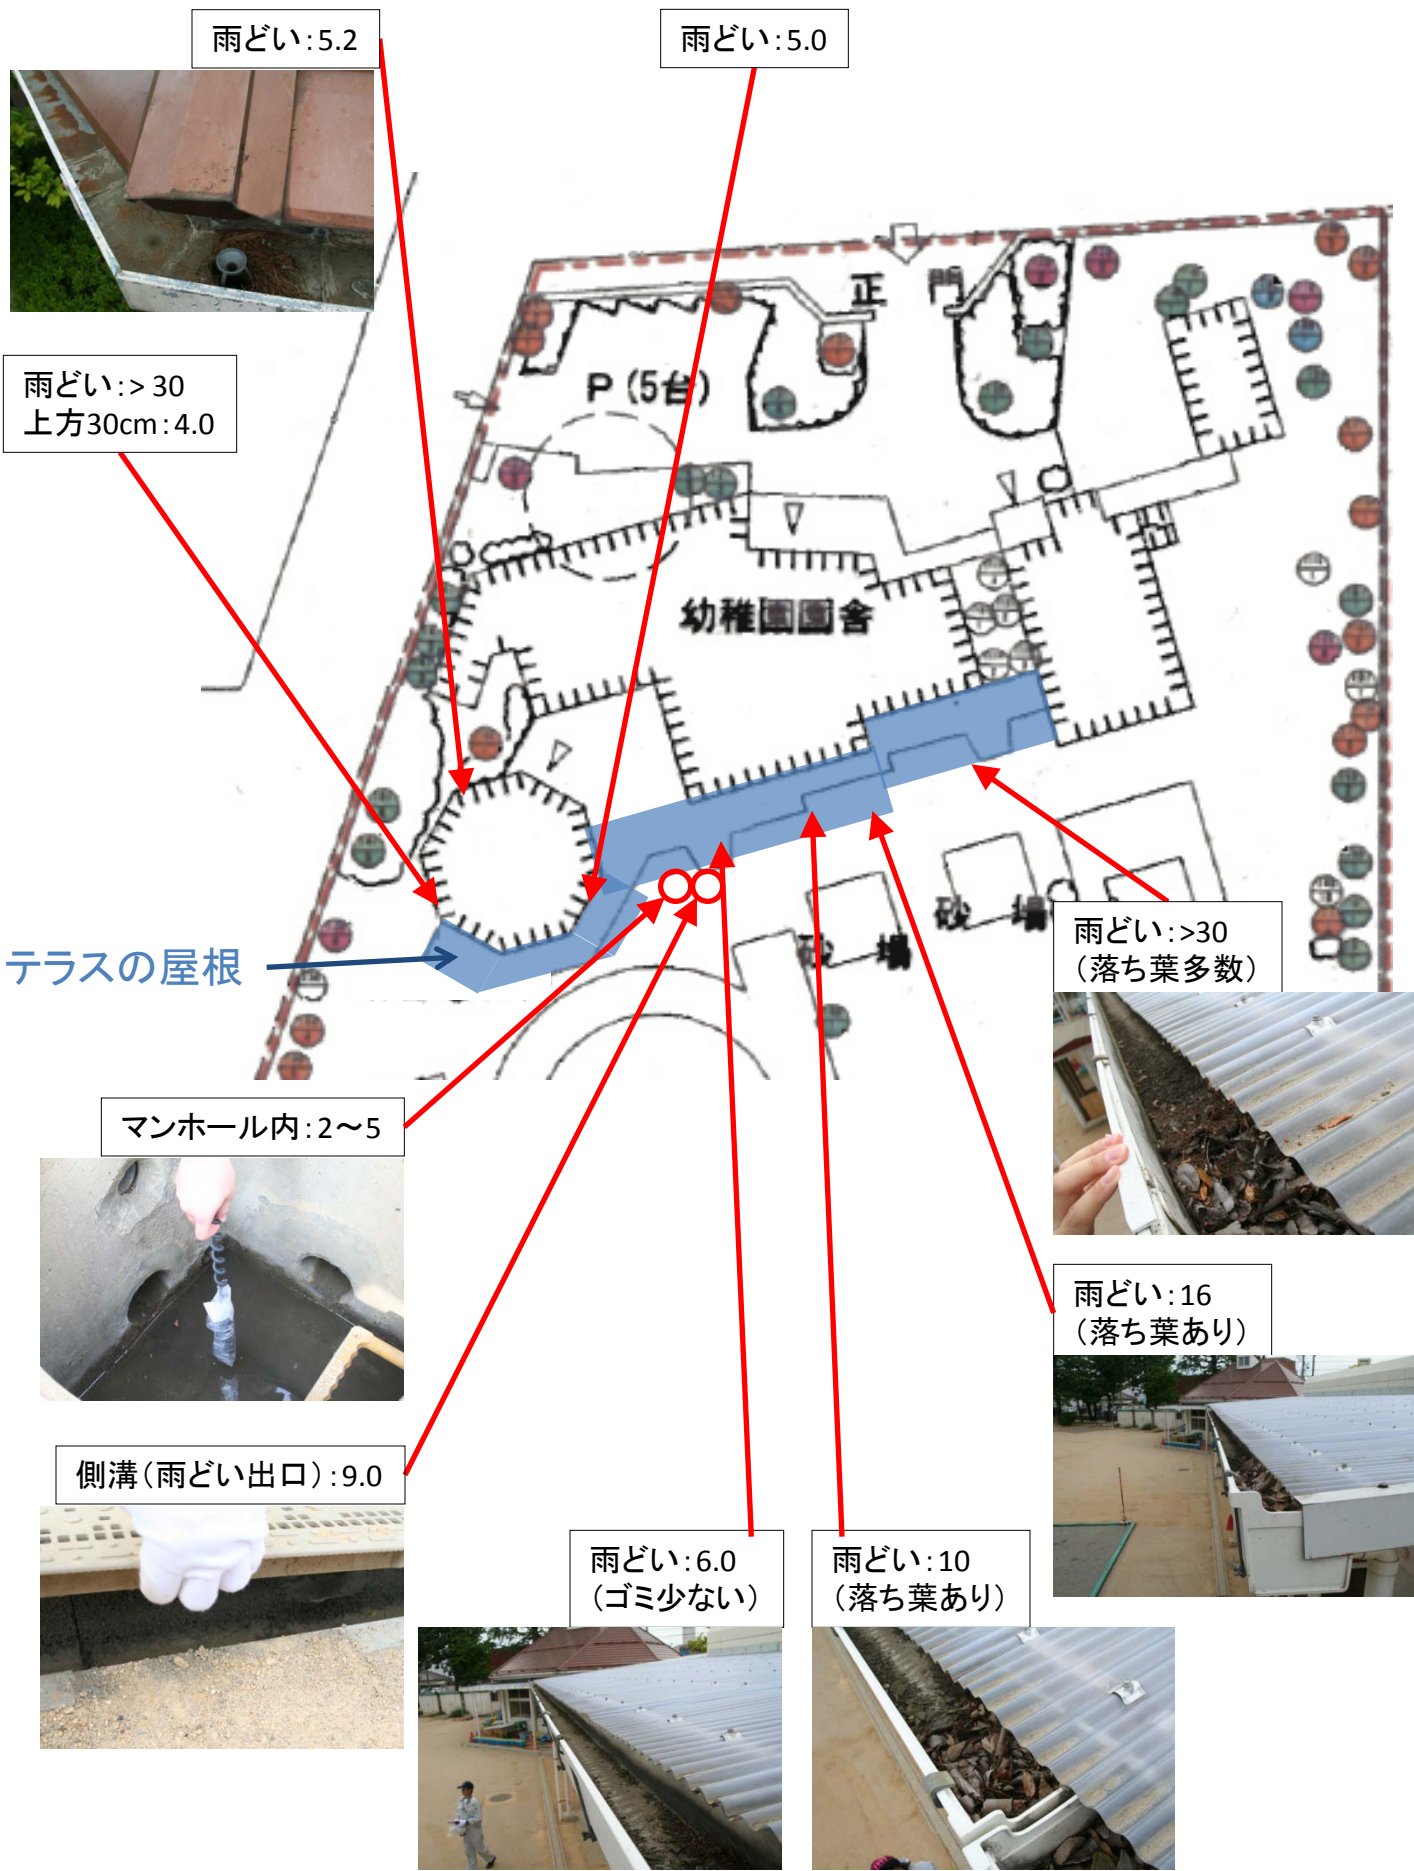 雨どい：5.2
雨どい：5.0
雨どい：> 30
上方30cm：4.0
正 門
P（5台）
幼稚園園舎
砂 場
砂 場
テラスの屋根
雨どい：>30
（落ち葉多数）
マンホール内：2～5
雨どい：16
（落ち葉あり）
側溝（雨どい出口）：9.0
雨どい：6.0
（ゴミ少ない）
雨どい：10
（落ち葉あり）